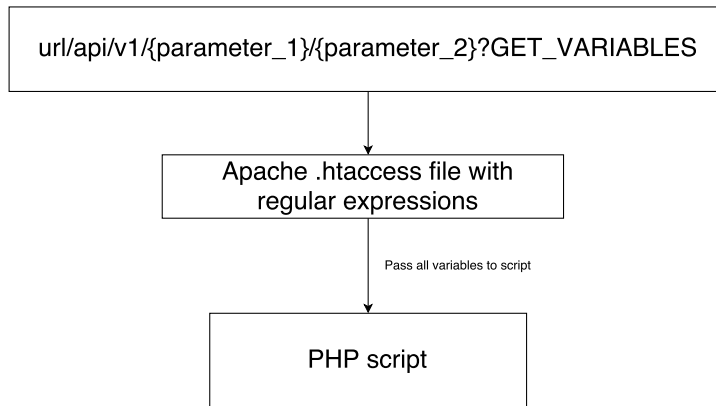 url/api/v1/{parameter_1}/{parameter_2}?GET_VARIABLES
Apache .htaccess file with
regular expressions
Pass all variables to script
PHP script